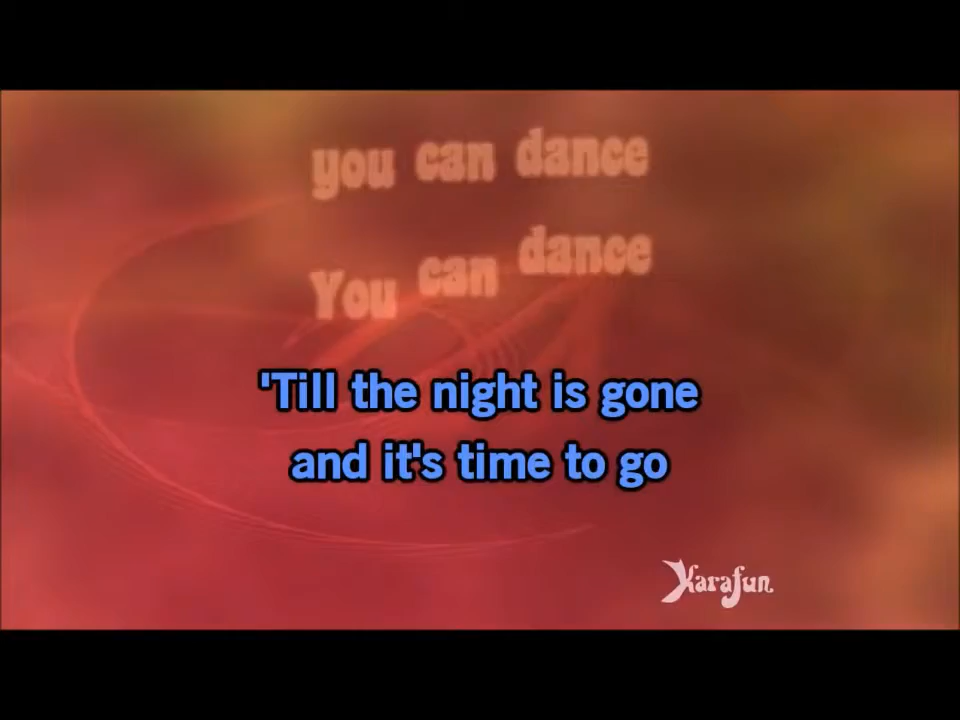 you can dance
You can dance
'Till the night is gone
and it's time to go
Karafun